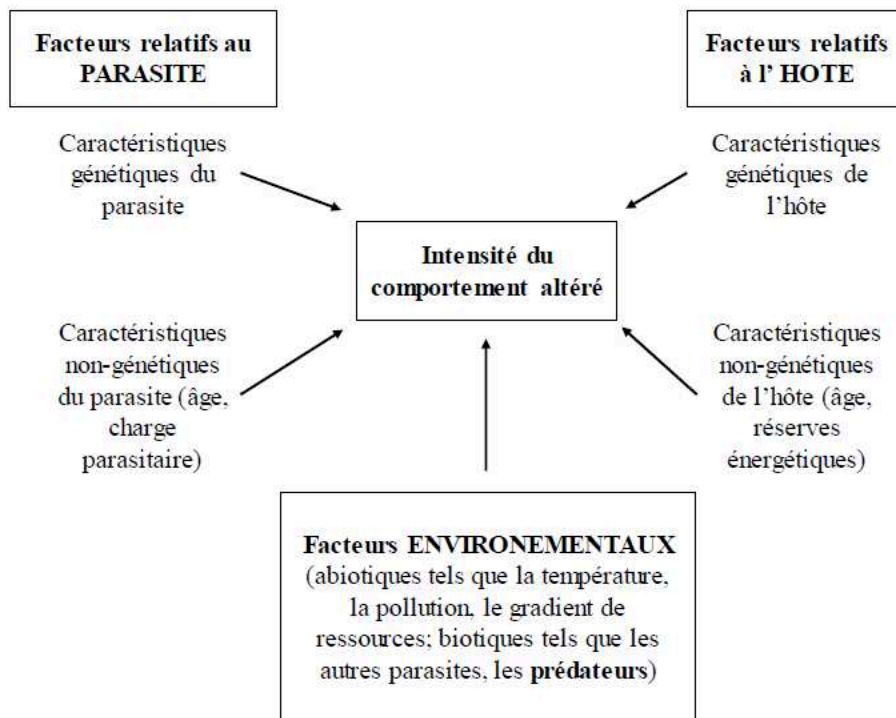 Facteurs relatifs au
PARASITE
Facteurs relatifs
à l' HOTE
Caractéristiques
génétiques du
parasite
Caractéristiques
génétiques de
l'hôte
Intensité du
comportement altéré
Caractéristiques
non-génétiques
du parasite (âge,
charge
parasitaire)
Caractéristiques
non-génétiques
de l'hôte (âge,
réserves
énergétiques)
Facteurs ENVIRONEMENTAUX
(abiotiques tels que la température,
la pollution, le gradient de
ressources; biotiques tels que les
autres parasites, les prédateurs)